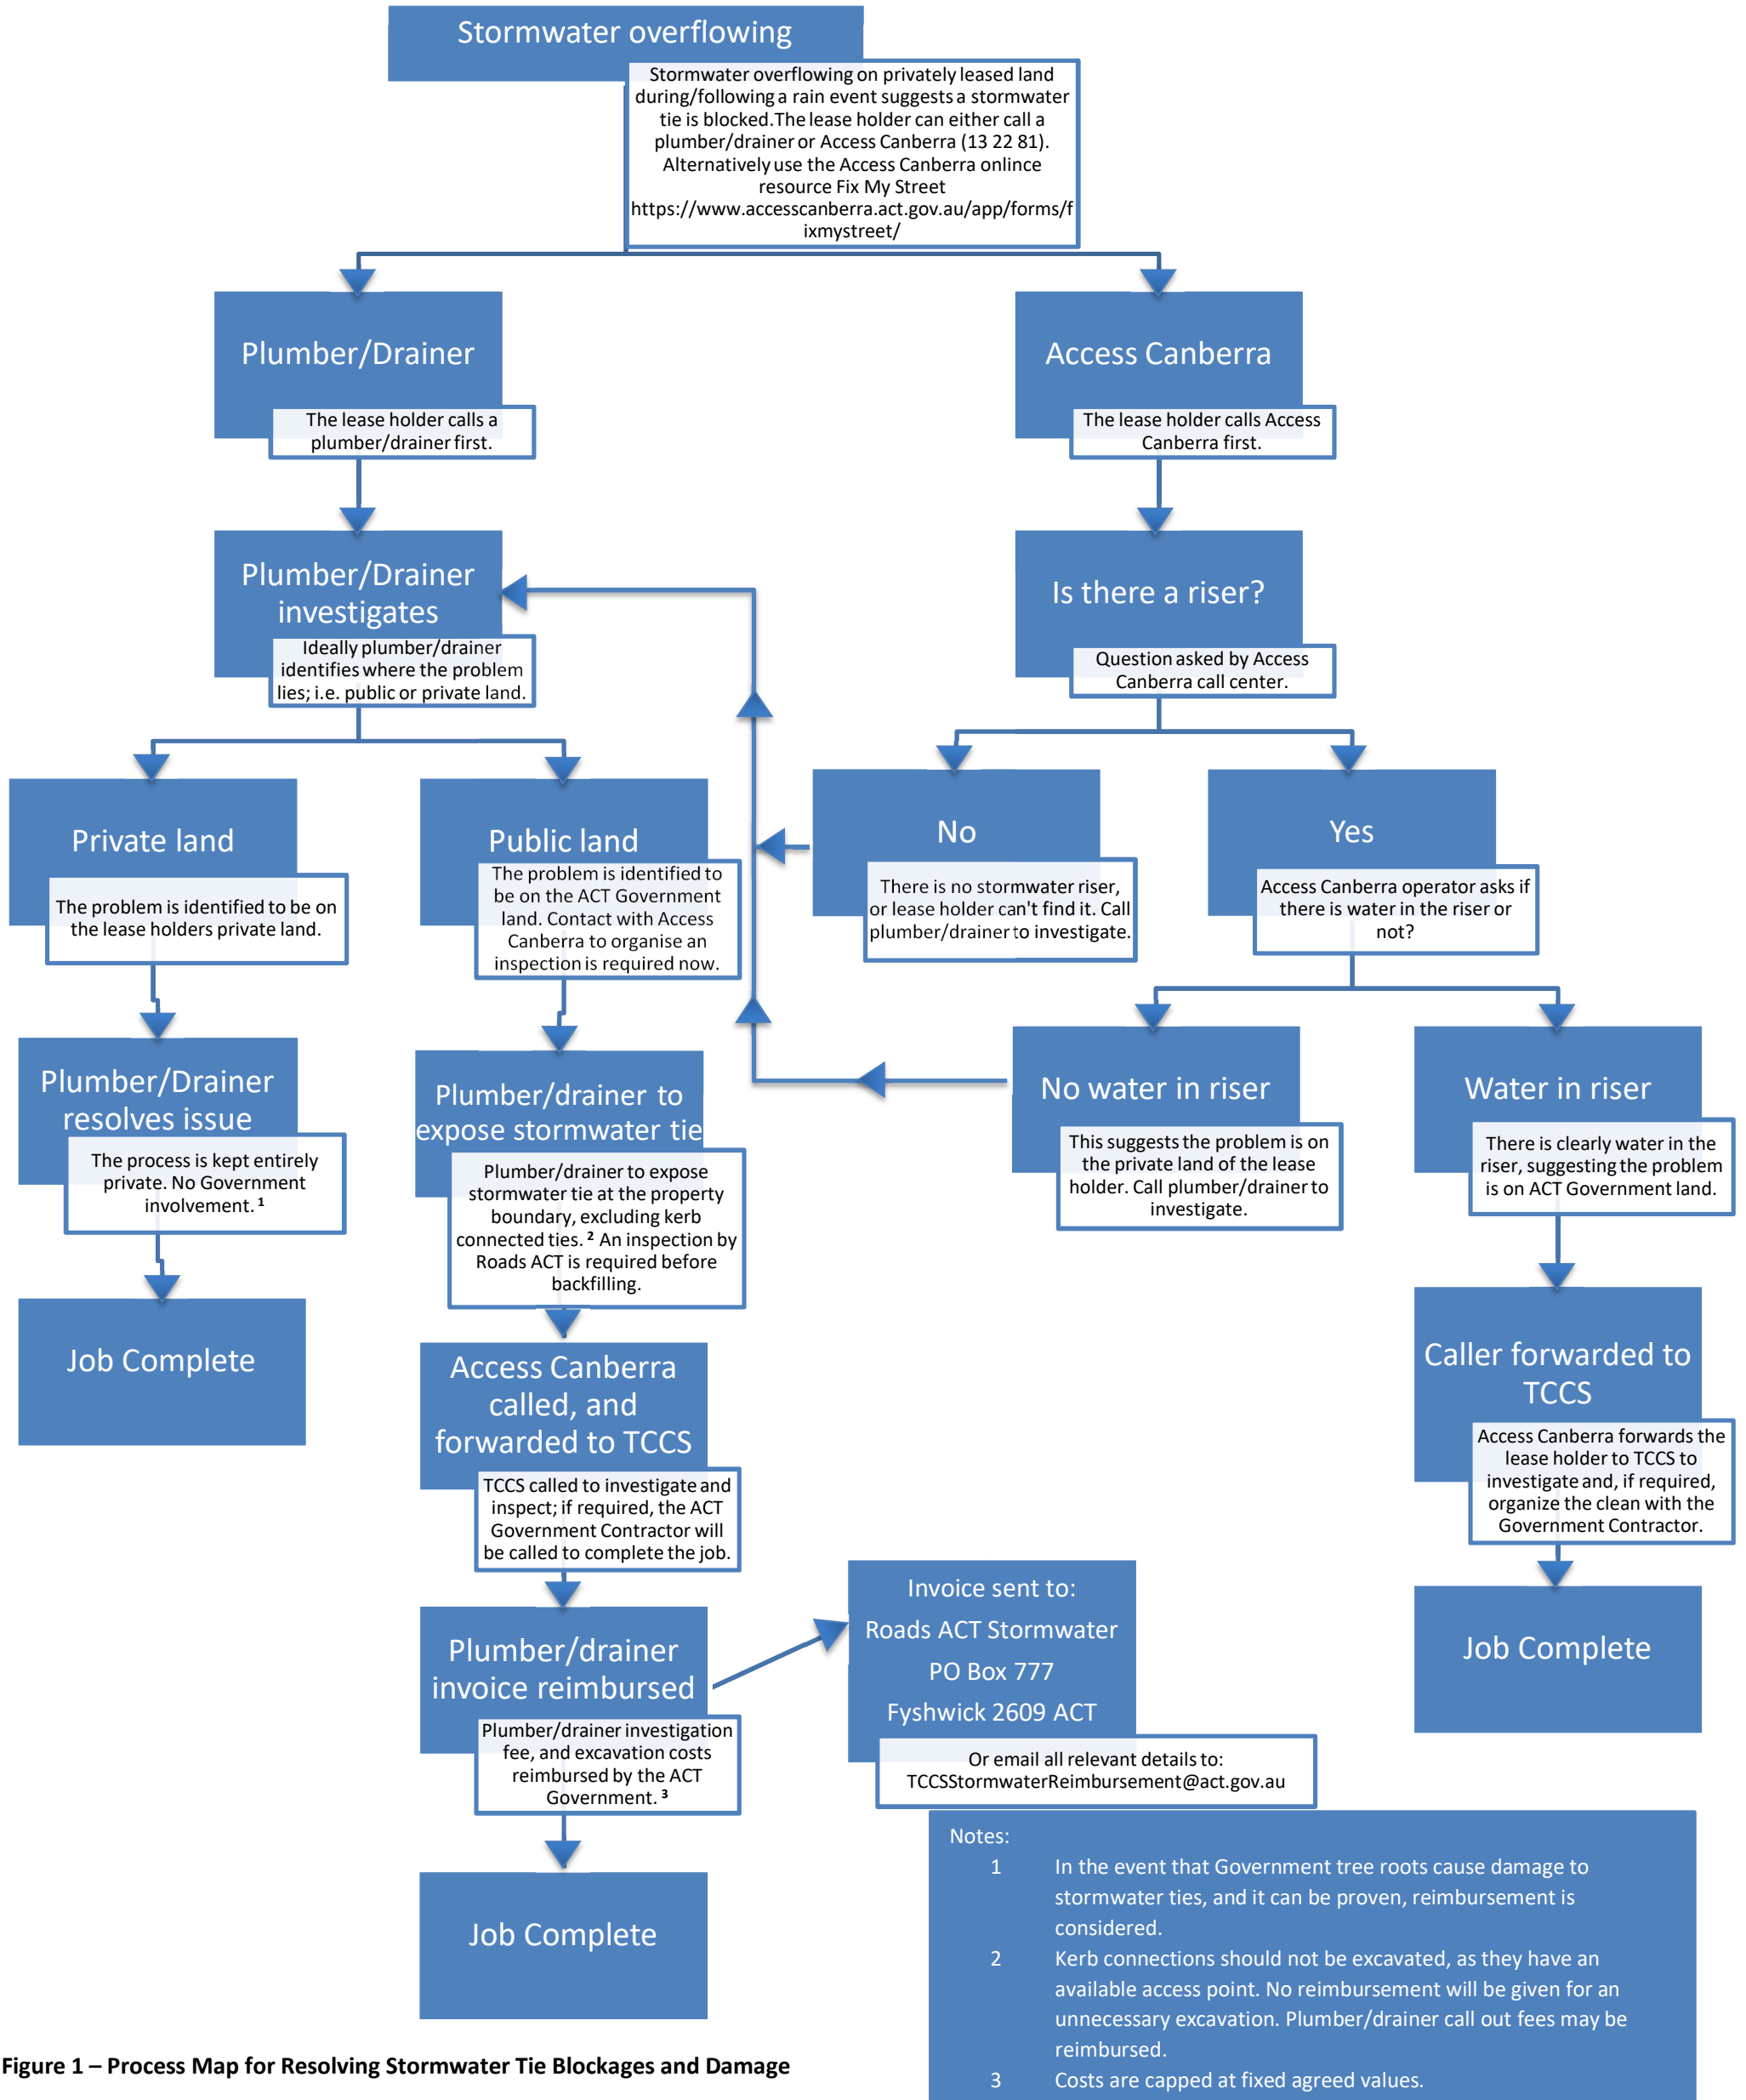 Stormwater overflowing
Stormwater overflowing on privately leased land
during/following a rain event suggests a stormwater
tie is blocked.The lease holder can either call a
plumber/drainer or Access Canberra (13 22 81).
Alternatively use the Access Canberra onlince
resource Fix My Street
https://www.accesscanberra.act.gov.au/app/forms/f
ixmystreet/
Plumber/Drainer
The lease holder calls a
plumber/drainer first.
Access Canberra
The lease holder calls Access
Canberra first.
Plumber/Drainer
investigates
Ideally plumber/drainer
identifies where the problem
lies; i.e. public or private land.
Is there a riser?
Question asked by Access
Canberra call center.
Private land
The problem is identified to be on
the lease holders private land.
Public land
The problem is identified to
be on the ACT Government
land. Contact with Access
Canberra to organise an
inspection is required now.
No
There is no stormwater riser,
or lease holder can't find it. Call
plumber/drainer to investigate.
Yes
Access Canberra operator asks if
there is water in the riser or
not?
Plumber/Drainer
resolves issue
The process is kept entirely
private. No Government
involvement. 1
Plumber/drainer to
expose stormwater tie
Plumber/drainer to expose
stormwater tie at the property
boundary, excluding kerb
connected ties. 2 An inspection by
Roads ACT is required before
backfilling.
No water in riser
This suggests the problem is on
the private land of the lease
holder. Call plumber/drainer to
investigate.
Water in riser
There is clearly water in the
riser, suggesting the problem
is on ACT Government land.
Job Complete
Access Canberra
called, and
forwarded to TCCS
TCCS called to investigate and
inspect; if required, the ACT
Government Contractor will
be called to complete the job.
Caller forwarded to
TCCS
Access Canberra forwards the
lease holder to TCCS to
investigate and, if required,
organize the clean with the
Government Contractor.
Plumber/drainer
invoice reimbursed
Plumber/drainer investigation
fee, and excavation costs
reimbursed by the ACT
Government. 3
Invoice sent to:
Roads ACT Stormwater
PO Box 777
Fyshwick 2609 ACT
Or email all relevant details to:
TCCSStormwaterReimbursement@act.gov.au
Job Complete
Job Complete
Notes:
1 In the event that Government tree roots cause damage to
stormwater ties, and it can be proven, reimbursement is
considered.
2 Kerb connections should not be excavated, as they have an
available access point. No reimbursement will be given for an
unnecessary excavation. Plumber/drainer call out fees may be
reimbursed.
3 Costs are capped at fixed agreed values.
Figure 1 – Process Map for Resolving Stormwater Tie Blockages and Damage